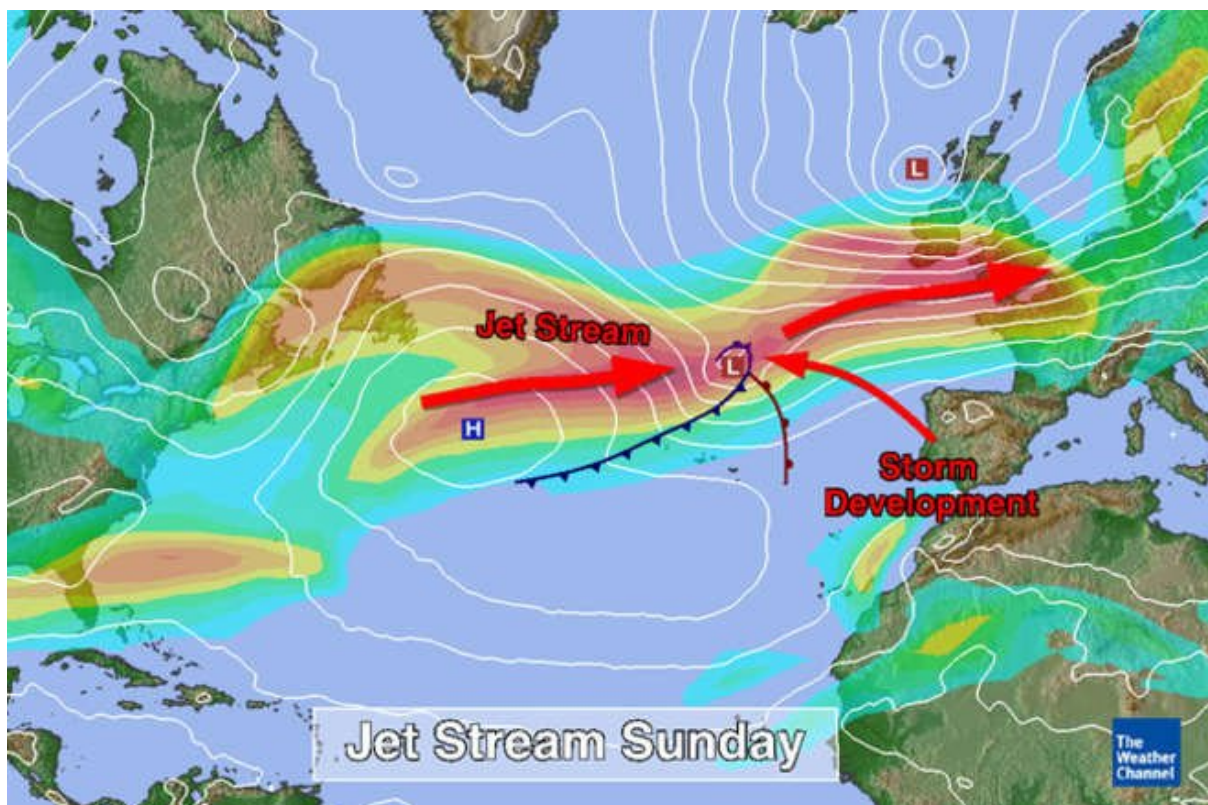 L
Jet Stream
L
H
Storm
Development
Jet Stream Sunday
The
Weather
Channel